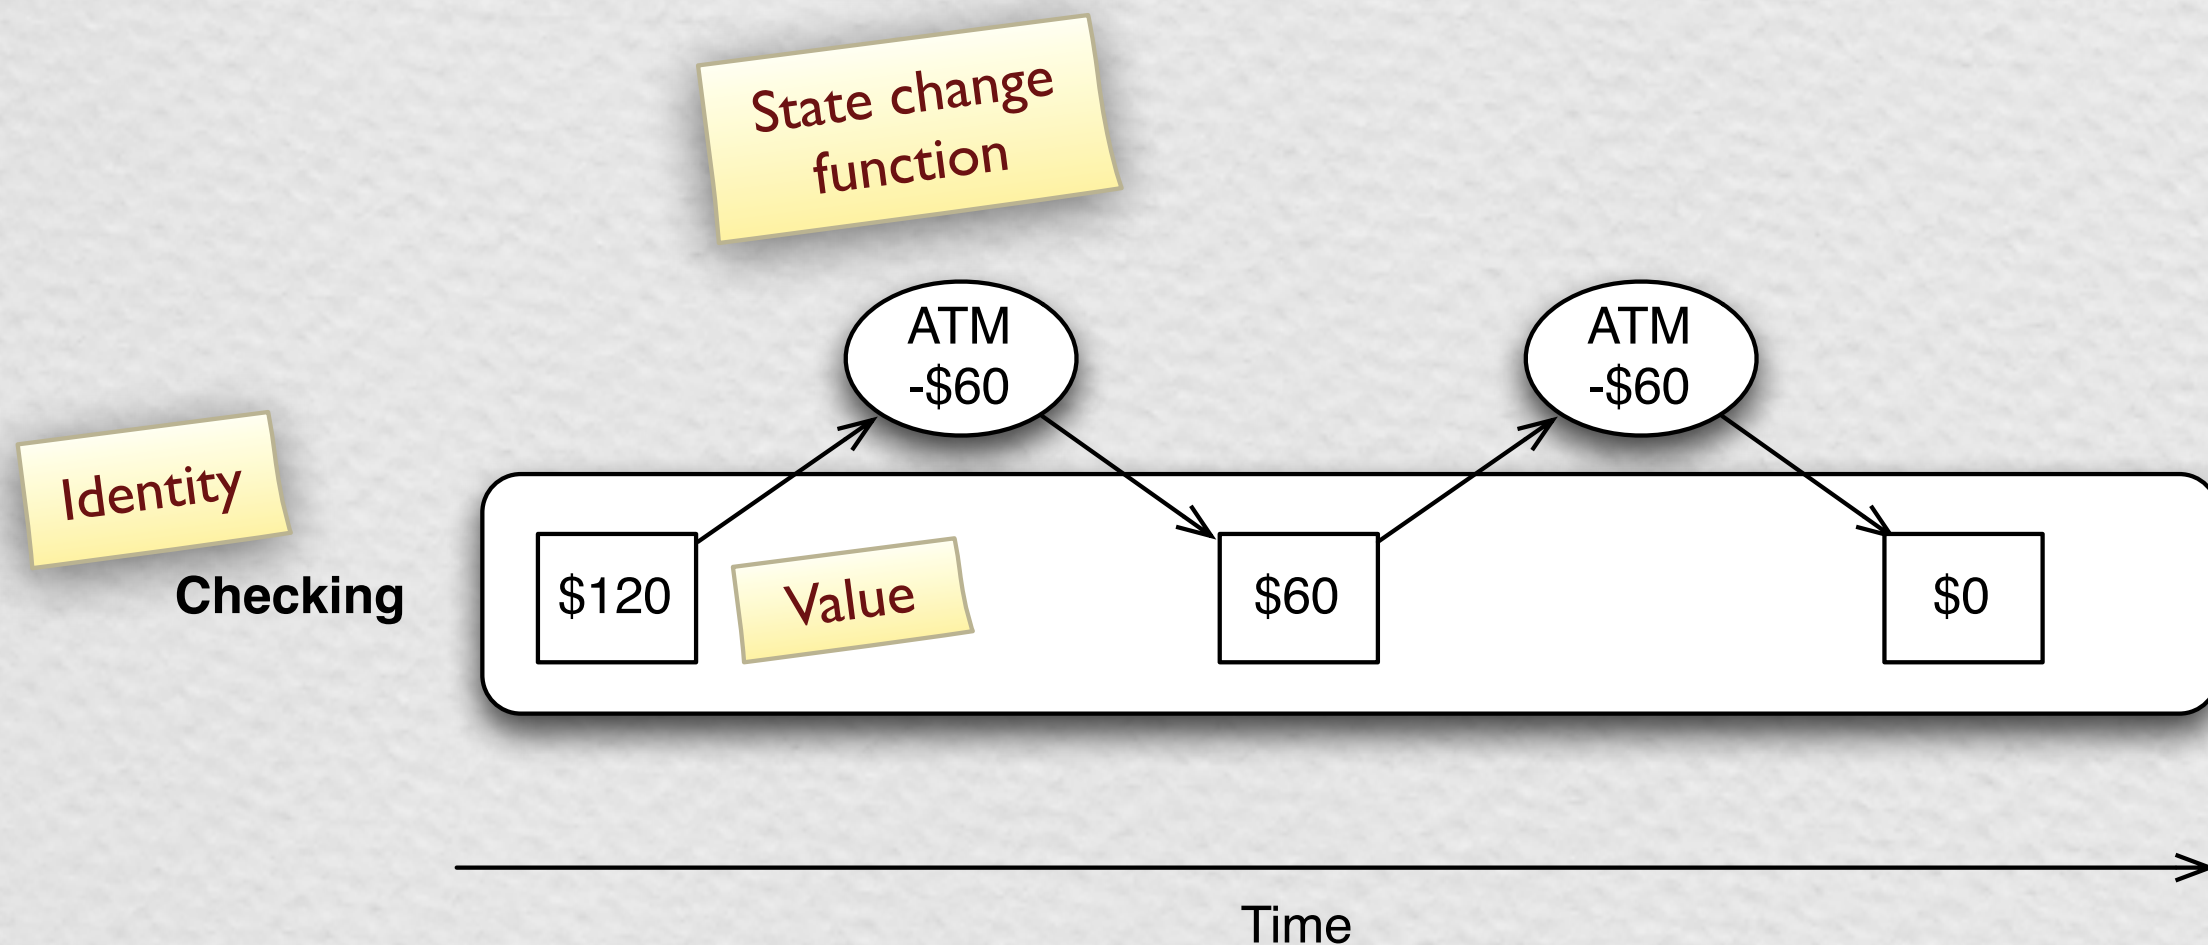 State change
function
ATM
-$60
ATM
-$60
Identity
Checking
$120
Value
$60
$0
Time